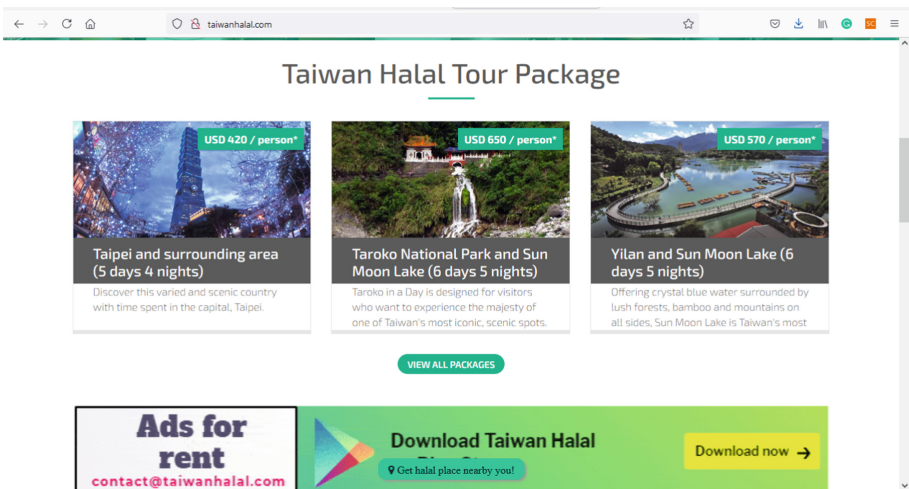 taiwanhalal.com
Taiwan Halal Tour Package
USD 420 / person*
Taipei and surrounding area
(5 days 4 nights)
Discover this varied and scenic country
with time spent in the capital, Taipei.
USD 650 / person*
Taroko National Park and Sun
Moon Lake (6 days 5 nights)
Taroko in a Day is designed for visitors
who want to experience the majesty of
one of Taiwan's most iconic, scenic spots.
USD 570 / person*
Yilan and Sun Moon Lake (6
days 5 nights)
Offering crystal blue water surrounded by
lush forests, bamboo and mountains on
all sides, Sun Moon Lake is Taiwan's most
VIEW ALL PACKAGES
Ads for
rent
contact@taiwanhalal.com
Download Taiwan Halal
Get halal place nearby you!
Download now →